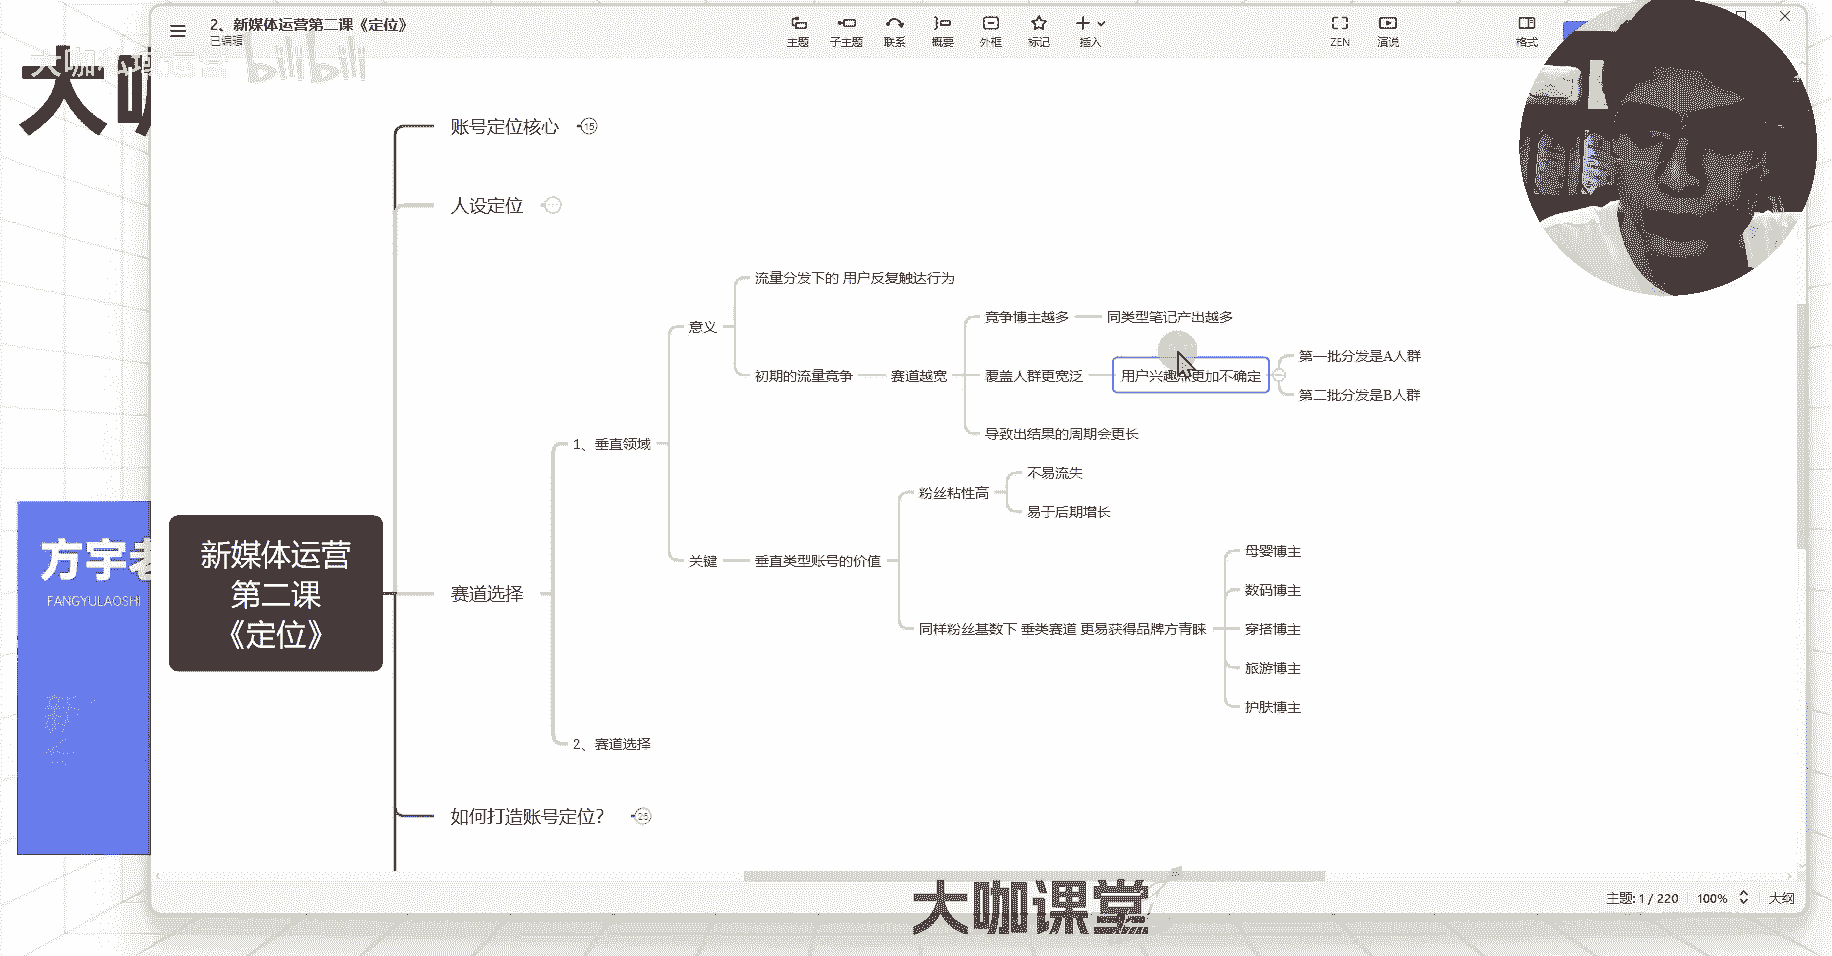 2、新媒体运营第二课《定位》
已编辑
主题
子主题
联系
概要
外框
标记
插入
ZEN
演说
格式
大咖私域运营
bilibili
大咖
账号定位核心
15
人设定位
流量分发下的 用户反复触达行为
意义
竞争博主越多
同类型笔记产出越多
初期的流量竞争
赛道越宽
覆盖人群更宽泛
用户兴趣点更加不确定
第一批分发是A人群
第二批分发是B人群
导致出结果的周期会更长
1、垂直领域
粉丝粘性高
不易流失
易于后期增长
关键
垂直类型账号的价值
同样粉丝基数下 垂类赛道 更易获得品牌方青睐
母婴博主
数码博主
穿搭博主
旅游博主
护肤博主
新媒体运营
第二课
《定位》
赛道选择
2、赛道选择
如何打造账号定位？
方宇老
FANGYULAOSHI
大咖课堂
主题: 1 / 220
100%
大纲